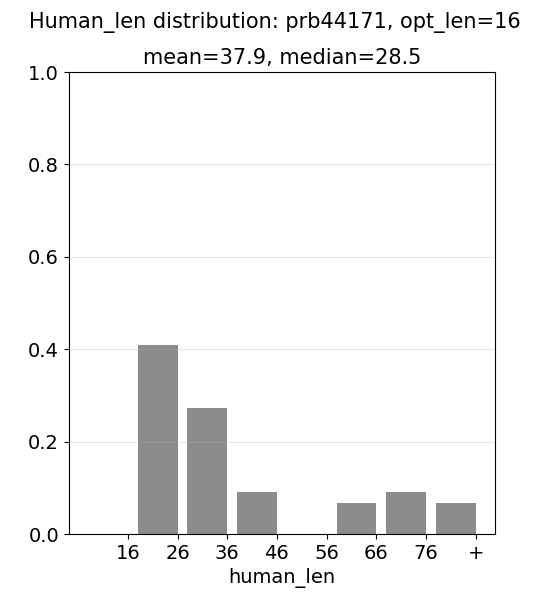 Human_len distribution: prb44171, opt_len=16
mean=37.9, median=28.5
1.0
0.8
0.6
0.4
0.2
0.0
16 26 36 46 56 66 76 +
human_len